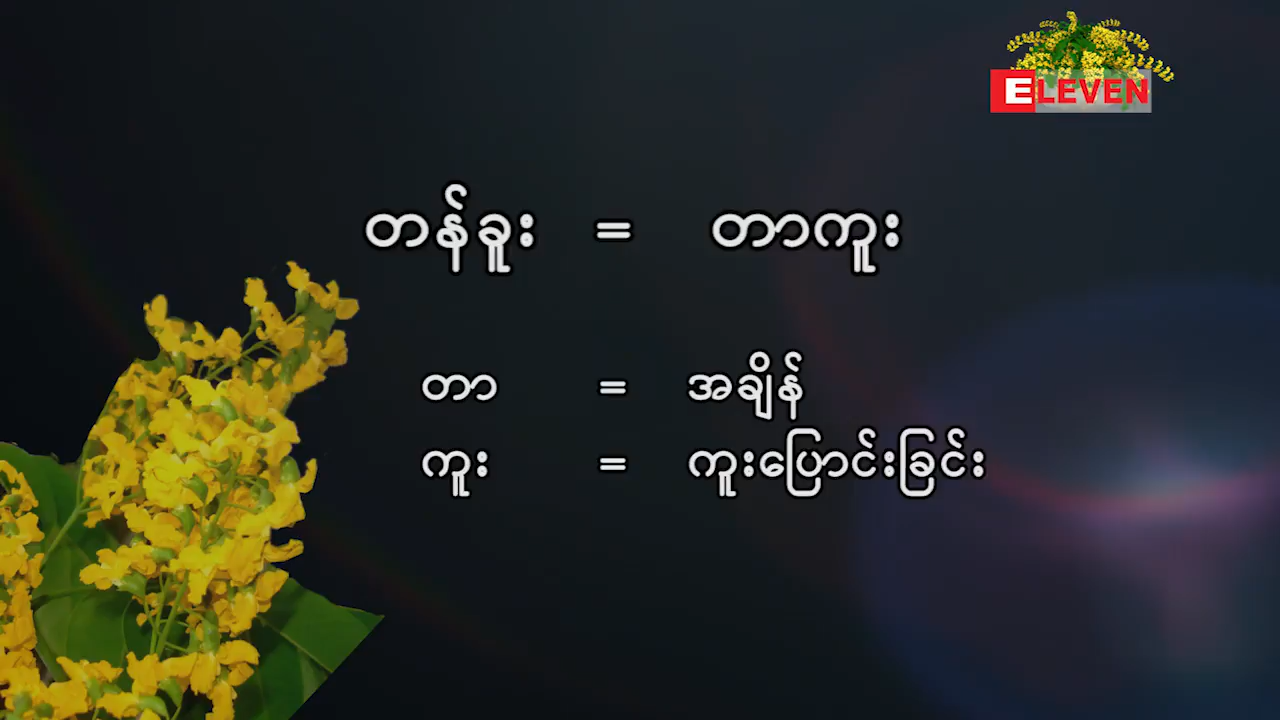 ELEVEN
တန်ခူး = တာကူး
တာ = အချိန်
ကူး = ကူးပြောင်းခြင်း